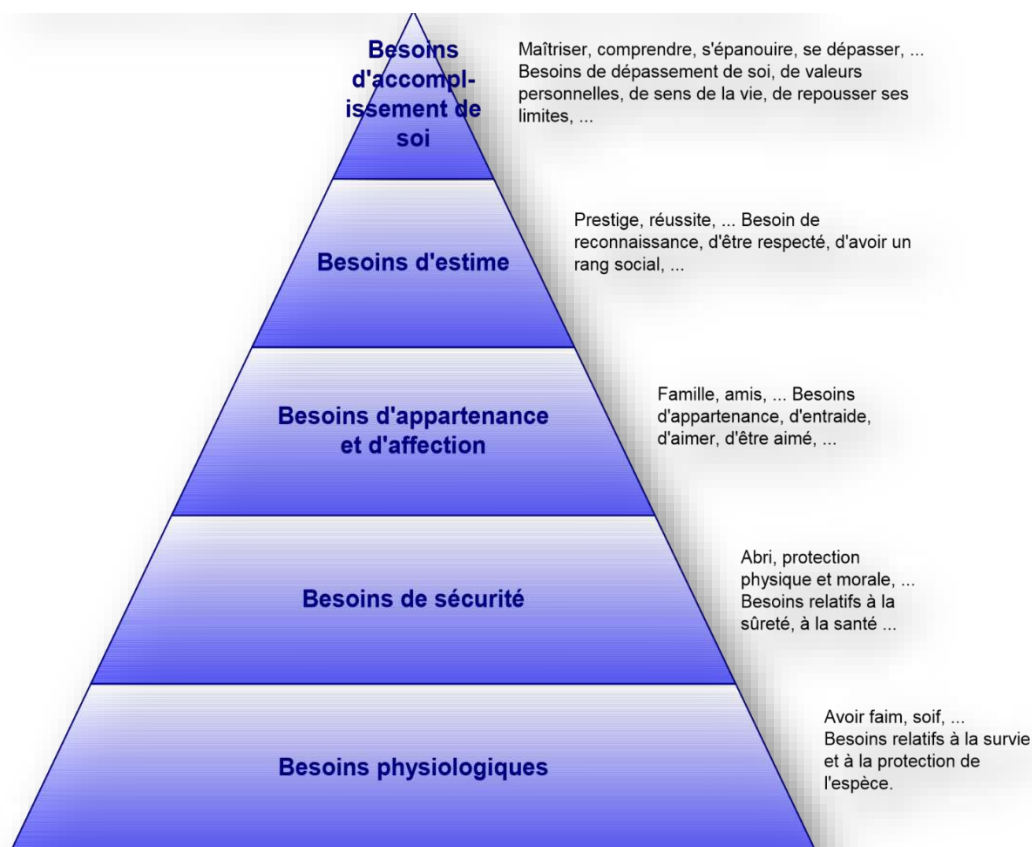 Besoins
d'accompl-
issement de
soi
Maîtriser, comprendre, s'épanouire, se dépasser, ...
Besoins de dépassement de soi, de valeurs
personnelles, de sens de la vie, de repousser ses
limites, ...
Besoins d'estime
Prestige, réussite, ... Besoin de
reconnaissance, d'être respecté, d'avoir un
rang social, ...
Besoins d'appartenance
et d'affection
Famille, amis, ... Besoins
d'appartenance, d'entraide,
d'aimer, d'être aimé, ...
Besoins de sécurité
Abri, protection
physique et morale, ...
Besoins relatifs à la
sûreté, à la santé ...
Besoins physiologiques
Avoir faim, soif, ...
Besoins relatifs à la survie
et à la protection de
l'espèce.